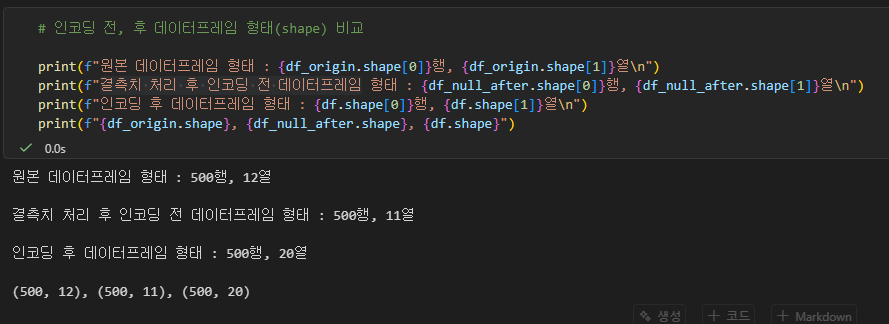 # 인코딩 전, 후 데이터프레임 형태(shape) 비교
print(f"원본 데이터프레임 형태 : {df_origin.shape[0]}행, {df_origin.shape[1]}열\n")
print(f"결측치 처리 후 인코딩 전 데이터프레임 형태 : {df_null_after.shape[0]}행, {df_null_after.shape[1]}열\n")
print(f"인코딩 후 데이터프레임 형태 : {df.shape[0]}행, {df.shape[1]}열\n")
print(f"{df_origin.shape}, {df_null_after.shape}, {df.shape}")
0.0s
원본 데이터프레임 형태 : 500행, 12열
결측치 처리 후 인코딩 전 데이터프레임 형태 : 500행, 11열
인코딩 후 데이터프레임 형태 : 500행, 20열
(500, 12), (500, 11), (500, 20)
생성 + 코드 + Markdown